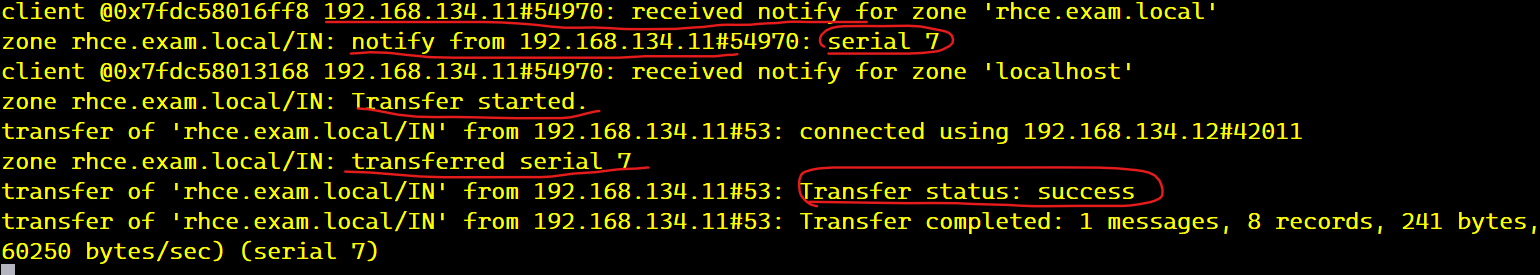 client @0x7fdc58016ff8 192.168.134.11#54970: received notify for zone 'rhce.exam.local'
zone rhce.exam.local/IN: notify from 192.168.134.11#54970: serial 7
client @0x7fdc58013168 192.168.134.11#54970: received notify for zone 'localhost'
zone rhce.exam.local/IN: Transfer started.
transfer of 'rhce.exam.local/IN' from 192.168.134.11#53: connected using 192.168.134.12#42011
zone rhce.exam.local/IN: transferred serial 7
transfer of 'rhce.exam.local/IN' from 192.168.134.11#53: Transfer status: success
transfer of 'rhce.exam.local/IN' from 192.168.134.11#53: Transfer completed: 1 messages, 8 records, 241 bytes,
60250 bytes/sec) (serial 7)